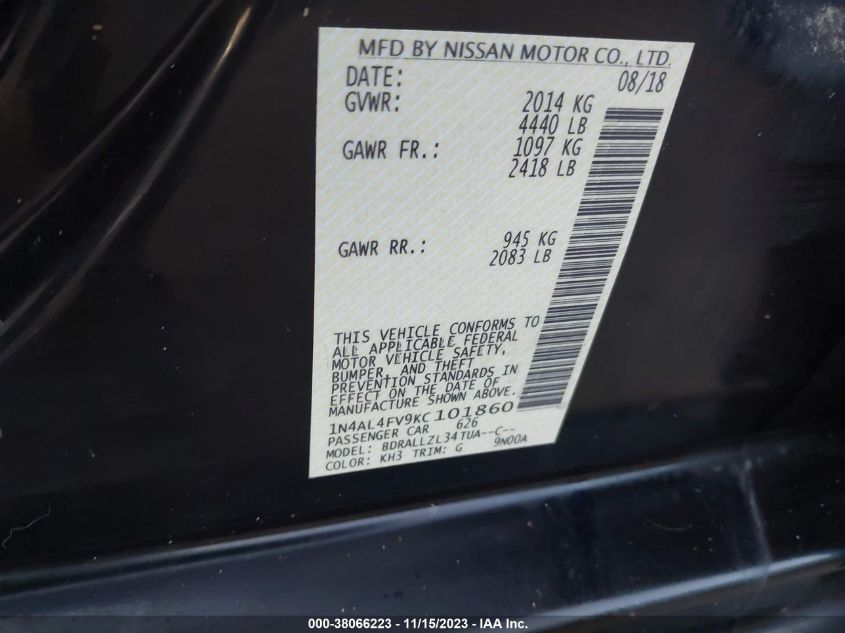 MFD BY NISSAN MOTOR CO., LTD.
DATE: 08/18
GVWR: 2014 KG
4440 LB
GAWR FR.: 1097 KG
2418 LB
GAWR RR.: 945 KG
2083 LB
THIS VEHICLE CONFORMS TO
ALL APPLICABLE FEDERAL
MOTOR VEHICLE SAFETY,
BUMPER, AND THEFT
PREVENTION STANDARDS IN
EFFECT ON THE DATE OF
MANUFACTURE SHOWN ABOVE.
1N4AL4FV9KC101860
PASSENGER CAR 626
MODEL: BDRALLZL34TUA--C--
COLOR: KH3 TRIM: G 9N00A
000-38066223 - 11/15/2023 - IAA Inc.